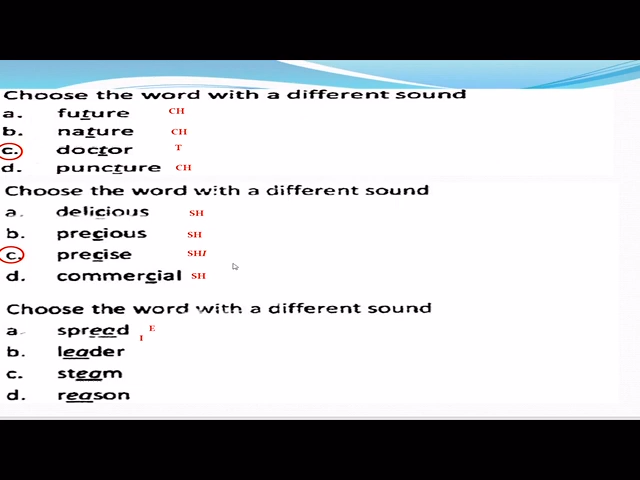 Choose the word with a different sound
a. future CH
b. nature CH
c. doctor T
d. puncture CH
Choose the word with a different sound
a. delicious SH
b. precious SH
c. precise SHI
d. commercial SH
Choose the word with a different sound
a. spread E
I
b. leader
c. steam
d. reason